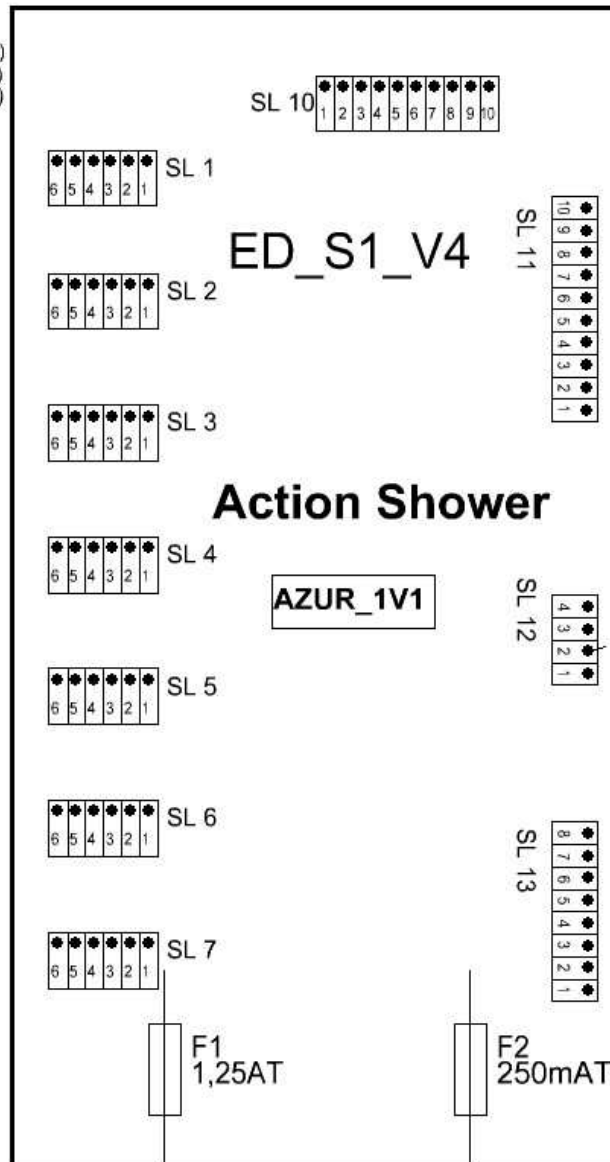 SL 10
1 2 3 4 5 6 7 8 9 10
SL 1
6 5 4 3 2 1
SL 11
10 9 8 7 6 5 4 3 2 1
ED_S1_V4
SL 2
6 5 4 3 2 1
SL 3
6 5 4 3 2 1
Action Shower
SL 4
6 5 4 3 2 1
AZUR_1V1
SL 12
4 3 2 1
SL 5
6 5 4 3 2 1
SL 6
6 5 4 3 2 1
SL 13
8 7 6 5 4 3 2 1
SL 7
6 5 4 3 2 1
F1
1,25AT
F2
250mAT